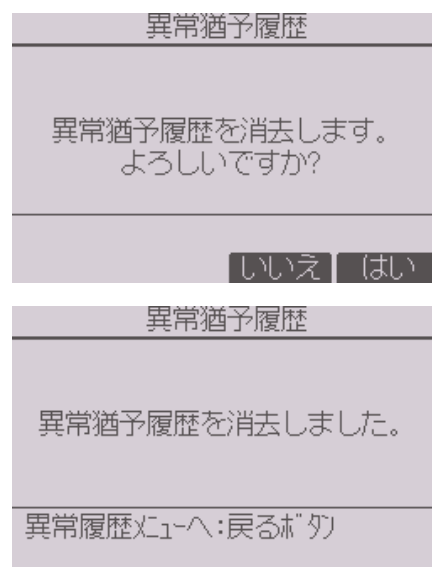 異常猶予履歴
異常猶予履歴を消去します。
よろしいですか?
いいえ はい
異常猶予履歴
異常猶予履歴を消去しました。
異常履歴ﾒﾆｭｰへ:戻るﾎﾞﾀﾝ